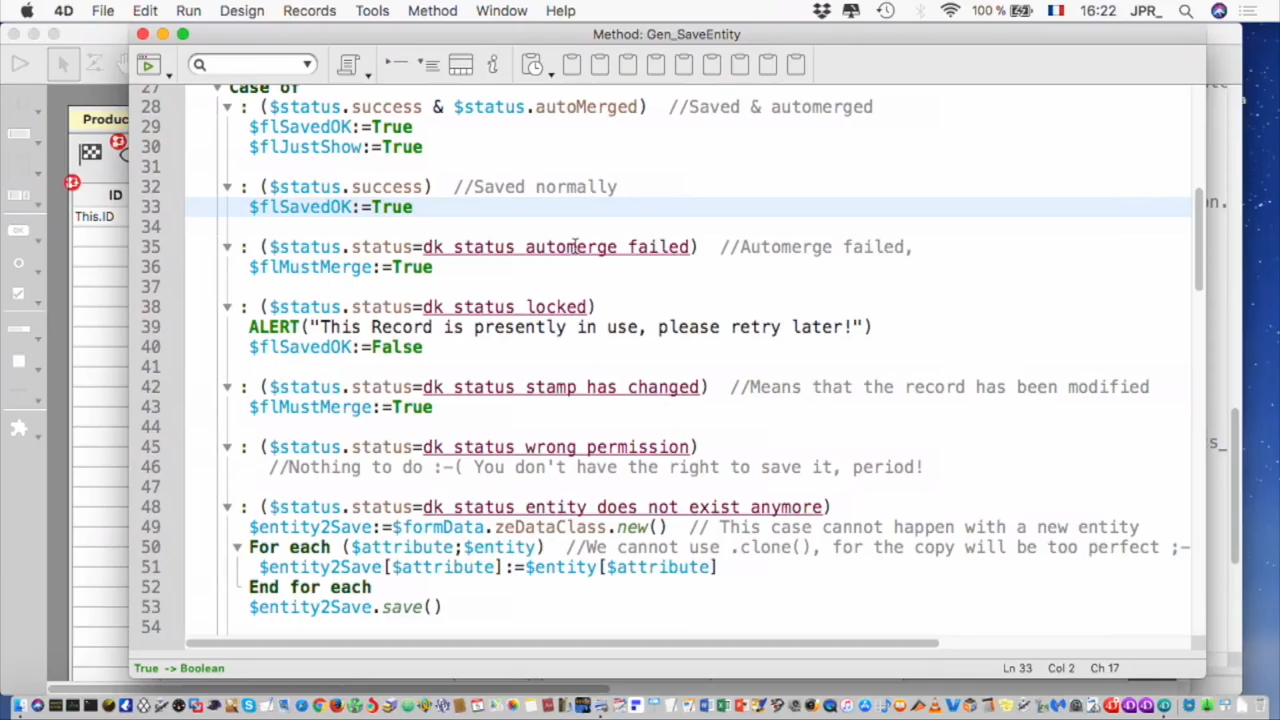 4D File Edit Run Design Records Tools Method Window Help 100 % 16:22 JPR_
Method: Gen_SaveEntity
27 Case of
28 : ($status.success & $status.autoMerged) //Saved & automerged
29 $flSavedOK:=True
30 $flJustShow:=True
31
32 : ($status.success) //Saved normally
33 $flSavedOK:=True
34
35 : ($status.status=dk status automerge failed) //Automerge failed,
36 $flMustMerge:=True
37
38 : ($status.status=dk status locked)
39 ALERT("This Record is presently in use, please retry later!")
40 $flSavedOK:=False
41
42 : ($status.status=dk status stamp has changed) //Means that the record has been modified
43 $flMustMerge:=True
44
45 : ($status.status=dk status wrong permission)
46 //Nothing to do :-( You don't have the right to save it, period!
47
48 : ($status.status=dk status entity does not exist anymore)
49 $entity2Save:=$formData.zeDataClass.new() // This case cannot happen with a new entity
50 For each ($attribute;$entity) //We cannot use .clone(), for the copy will be too perfect ;-
51 $entity2Save[$attribute]:=$entity[$attribute]
52 End for each
53 $entity2Save.save()
54
True -> Boolean
Ln 33 Col 2 Ch 17
Produc
ID
This.ID
OK
n.
s_